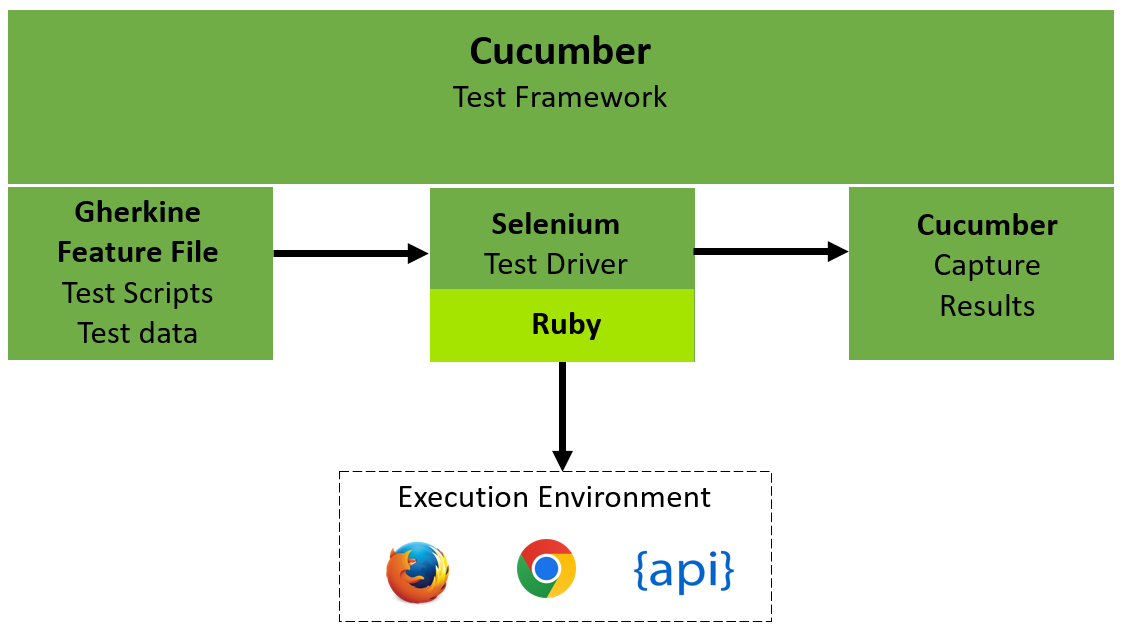 Cucumber
Test Framework
Gherkine
Feature File
Test Scripts
Test data
Selenium
Test Driver
Ruby
Cucumber
Capture
Results
Execution Environment
{api}